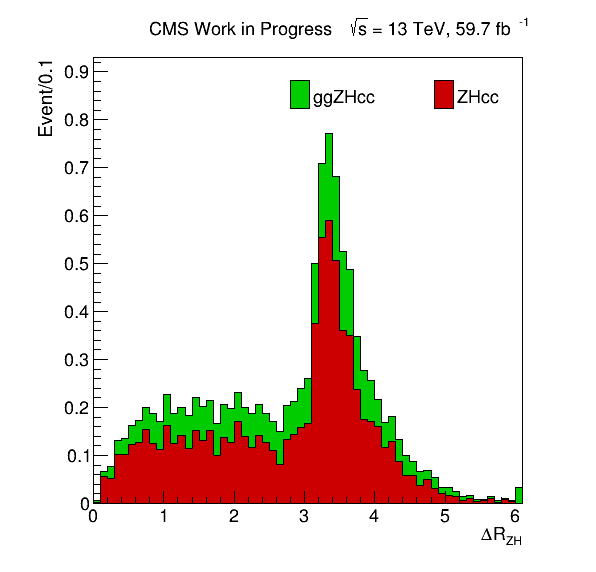 CMS Work in Progress √s = 13 TeV, 59.7 fb⁻¹
Event/0.1
ggZHcc ZHcc
0.9
0.8
0.7
0.6
0.5
0.4
0.3
0.2
0.1
0
0 1 2 3 4 5 6
ΔR_ZH